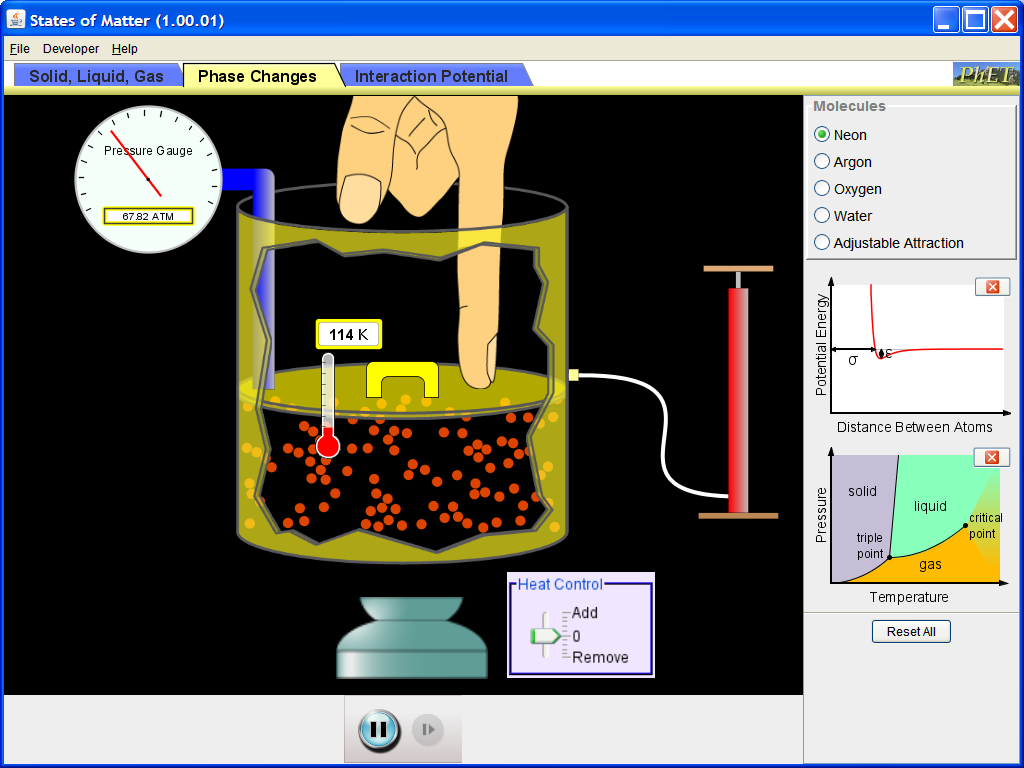 States of Matter (1.00.01)
File Developer Help
Solid, Liquid, Gas
Phase Changes
Interaction Potential
PhET
Pressure Gauge
67.82 ATM
114 K
Heat Control
Add
0
Remove
Molecules
Neon
Argon
Oxygen
Water
Adjustable Attraction
Potential Energy
σ
ε
Distance Between Atoms
Pressure
solid
liquid
critical
point
triple
point
gas
Temperature
Reset All